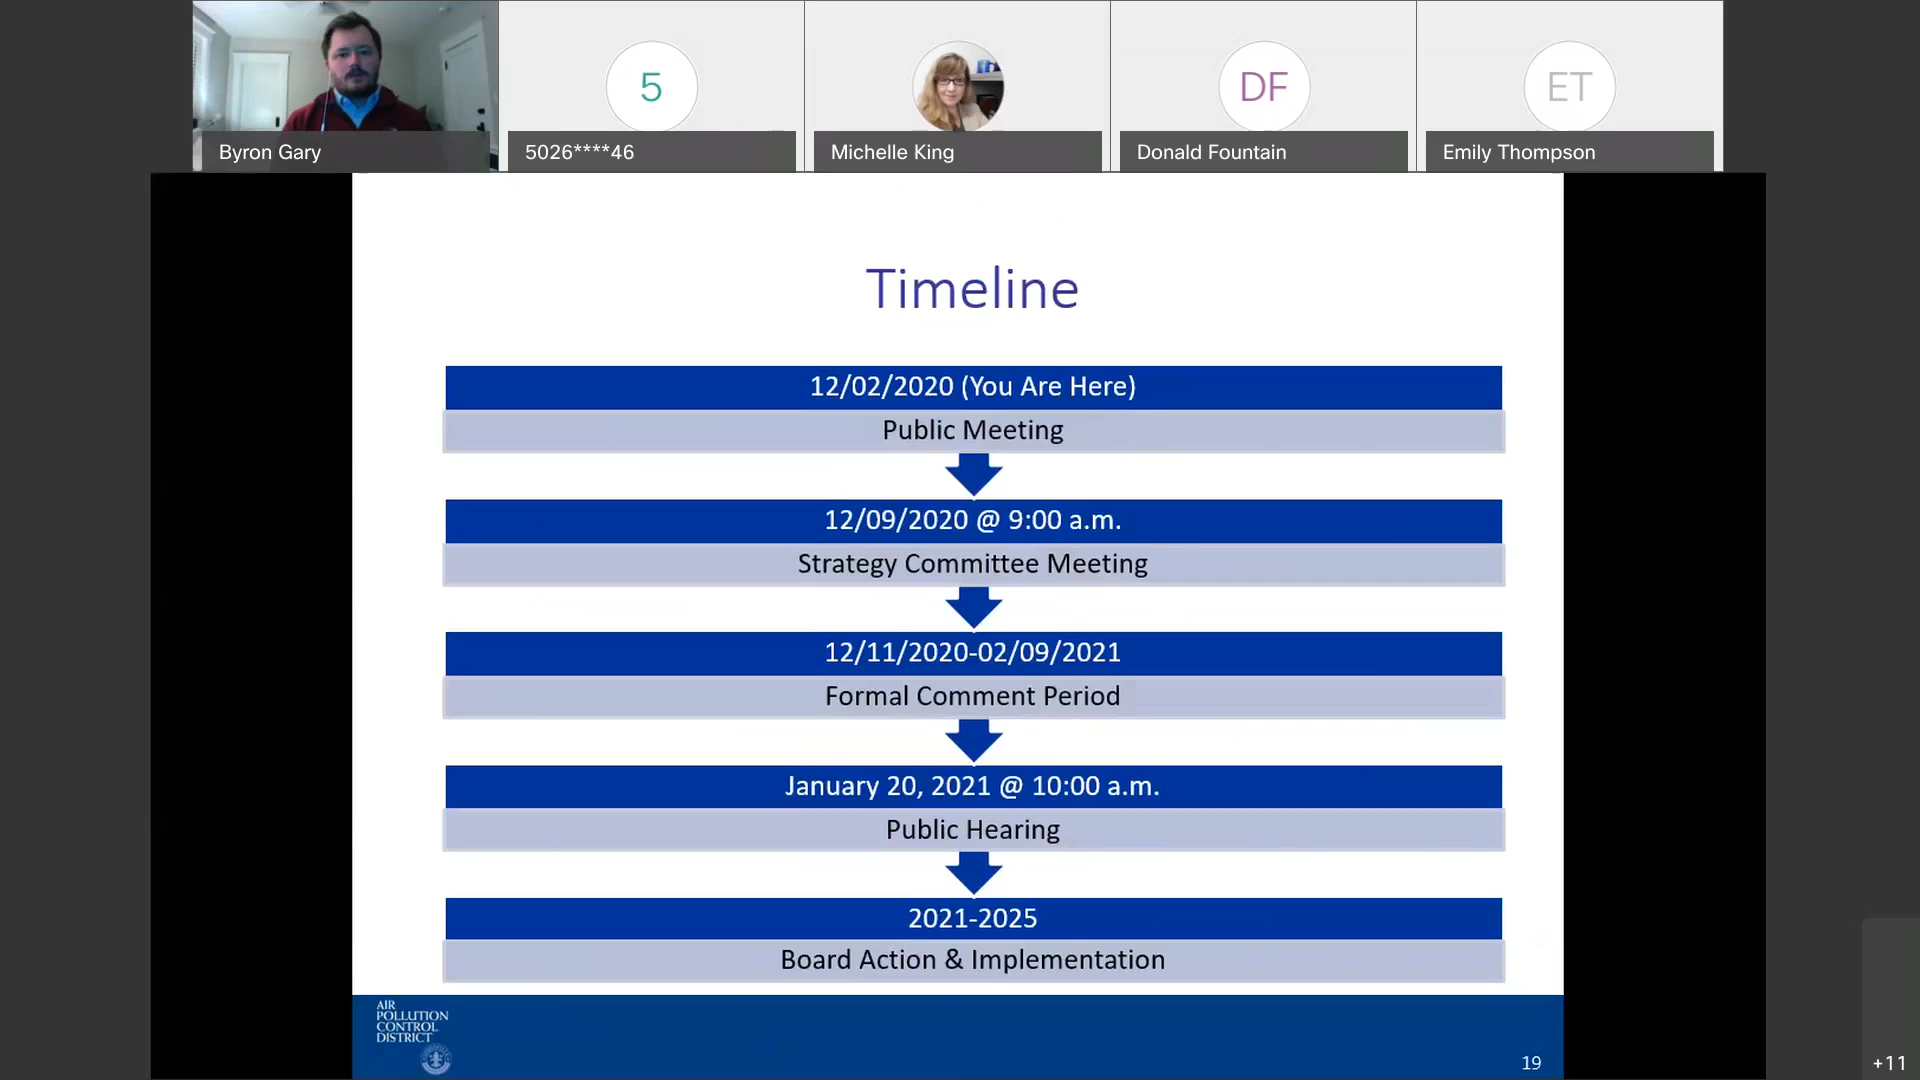 5
DF
ET
Byron Gary
5026****46
Michelle King
Donald Fountain
Emily Thompson
Timeline
12/02/2020 (You Are Here)
Public Meeting
12/09/2020 @ 9:00 a.m.
Strategy Committee Meeting
12/11/2020-02/09/2021
Formal Comment Period
January 20, 2021 @ 10:00 a.m.
Public Hearing
2021-2025
Board Action & Implementation
AIR
POLLUTION
CONTROL
DISTRICT
19
+11